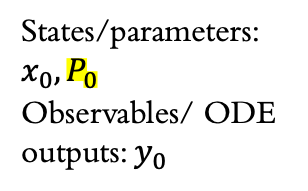 States/parameters:
x₀, P₀
Observables/ ODE
outputs: y₀